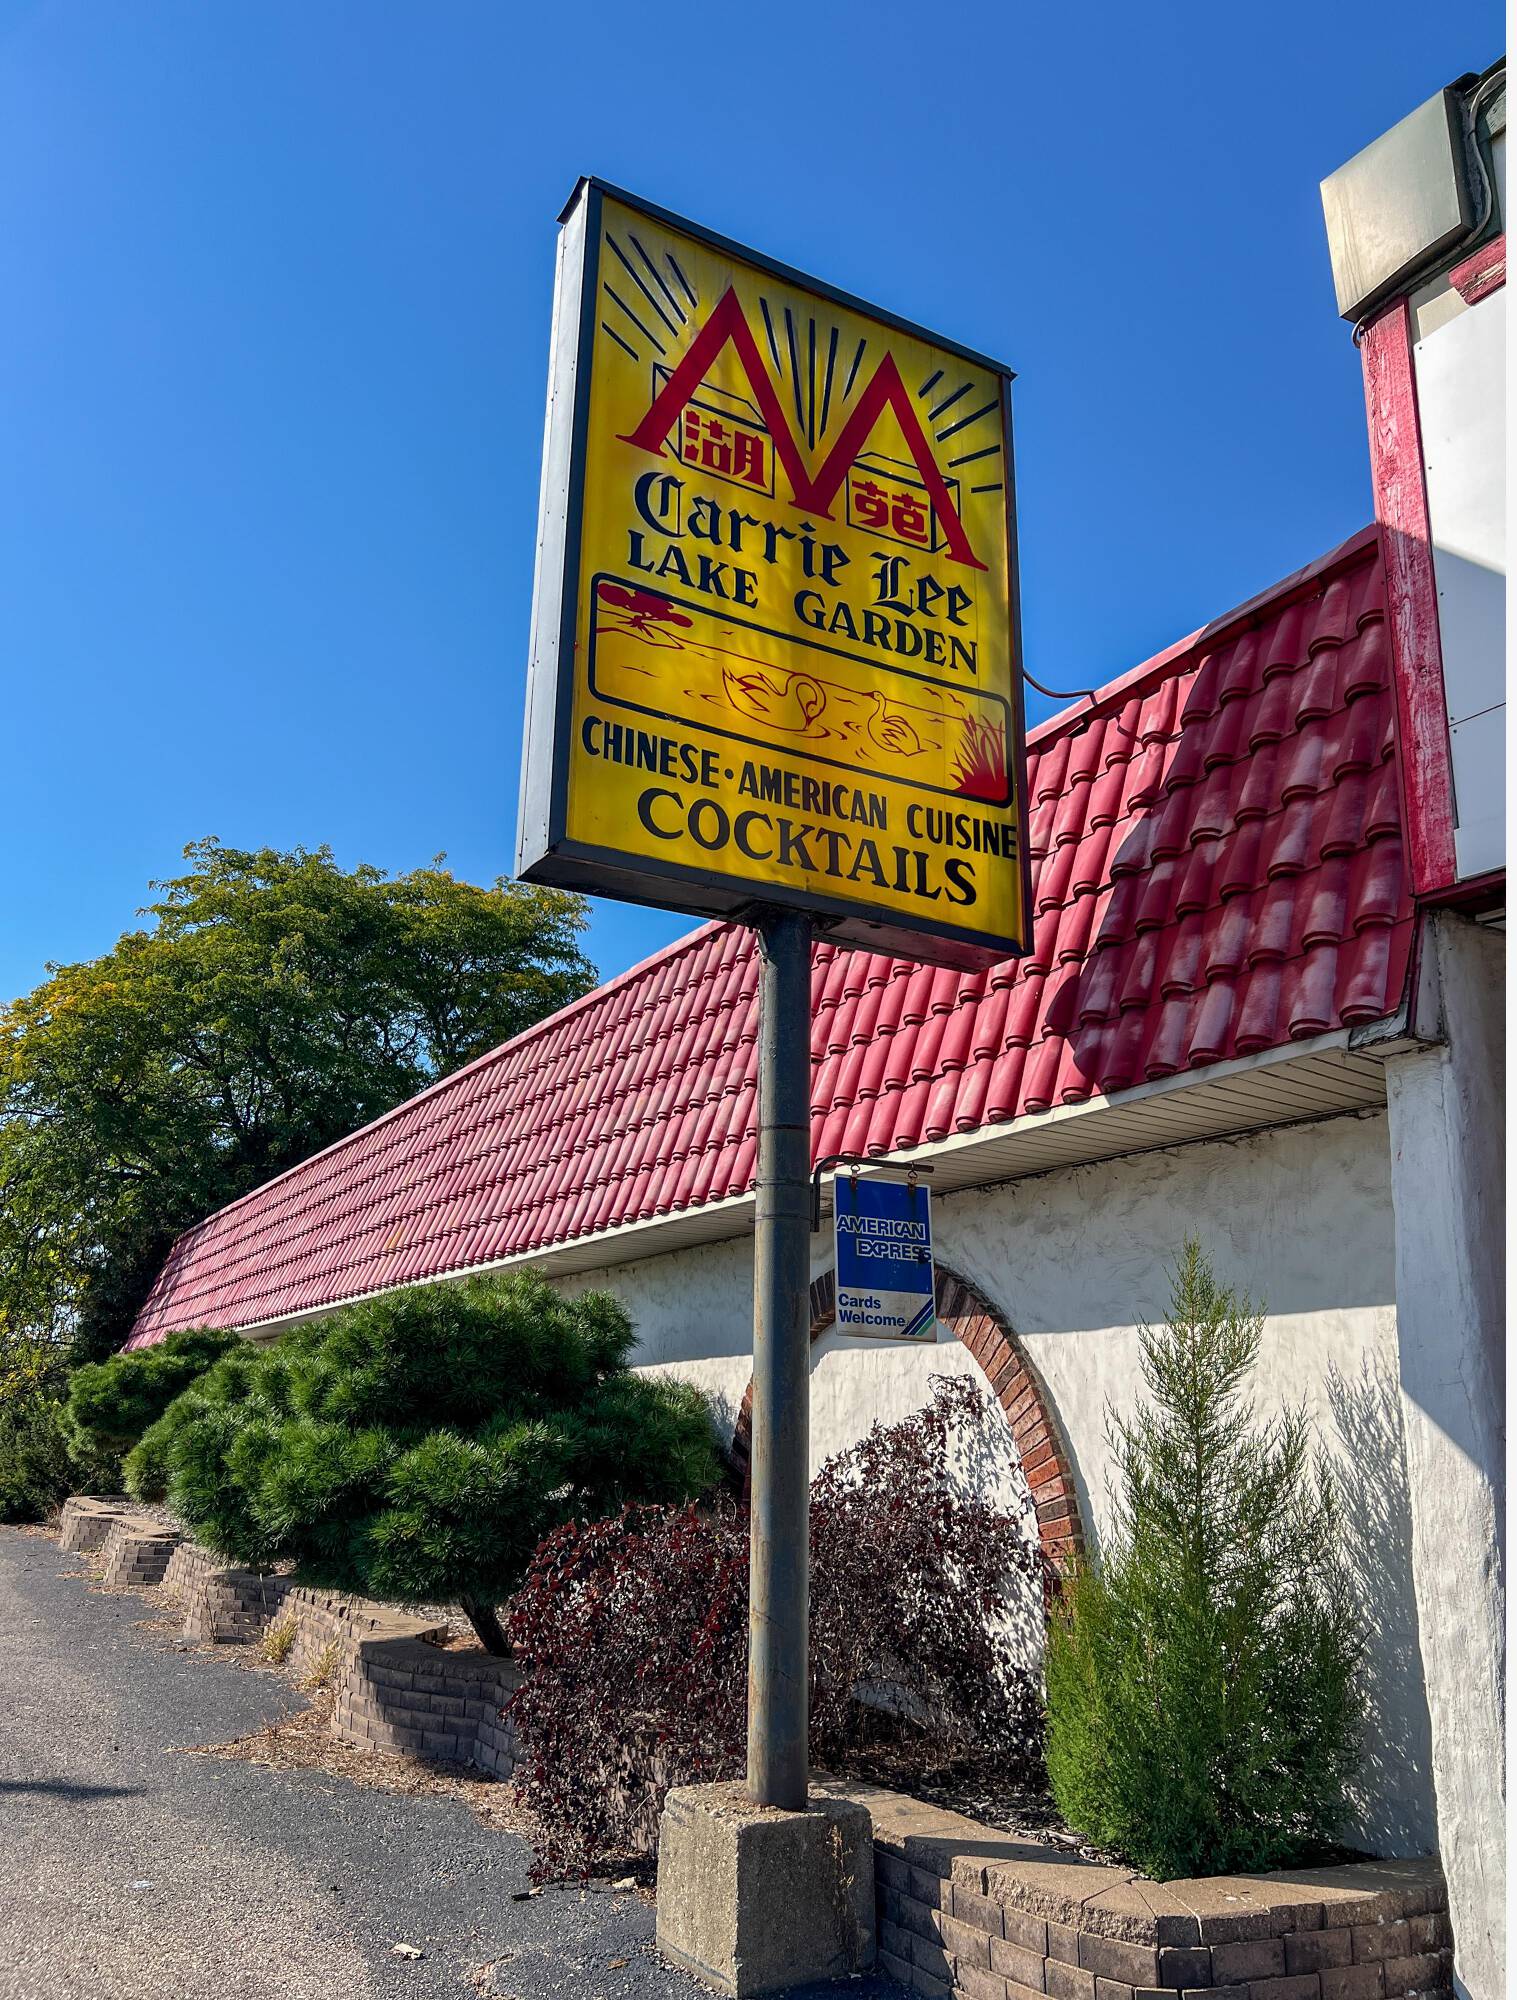 湖 苑
Carrie Lee
LAKE GARDEN
CHINESE·AMERICAN CUISINE
COCKTAILS
AMERICAN
EXPRESS
Cards
Welcome